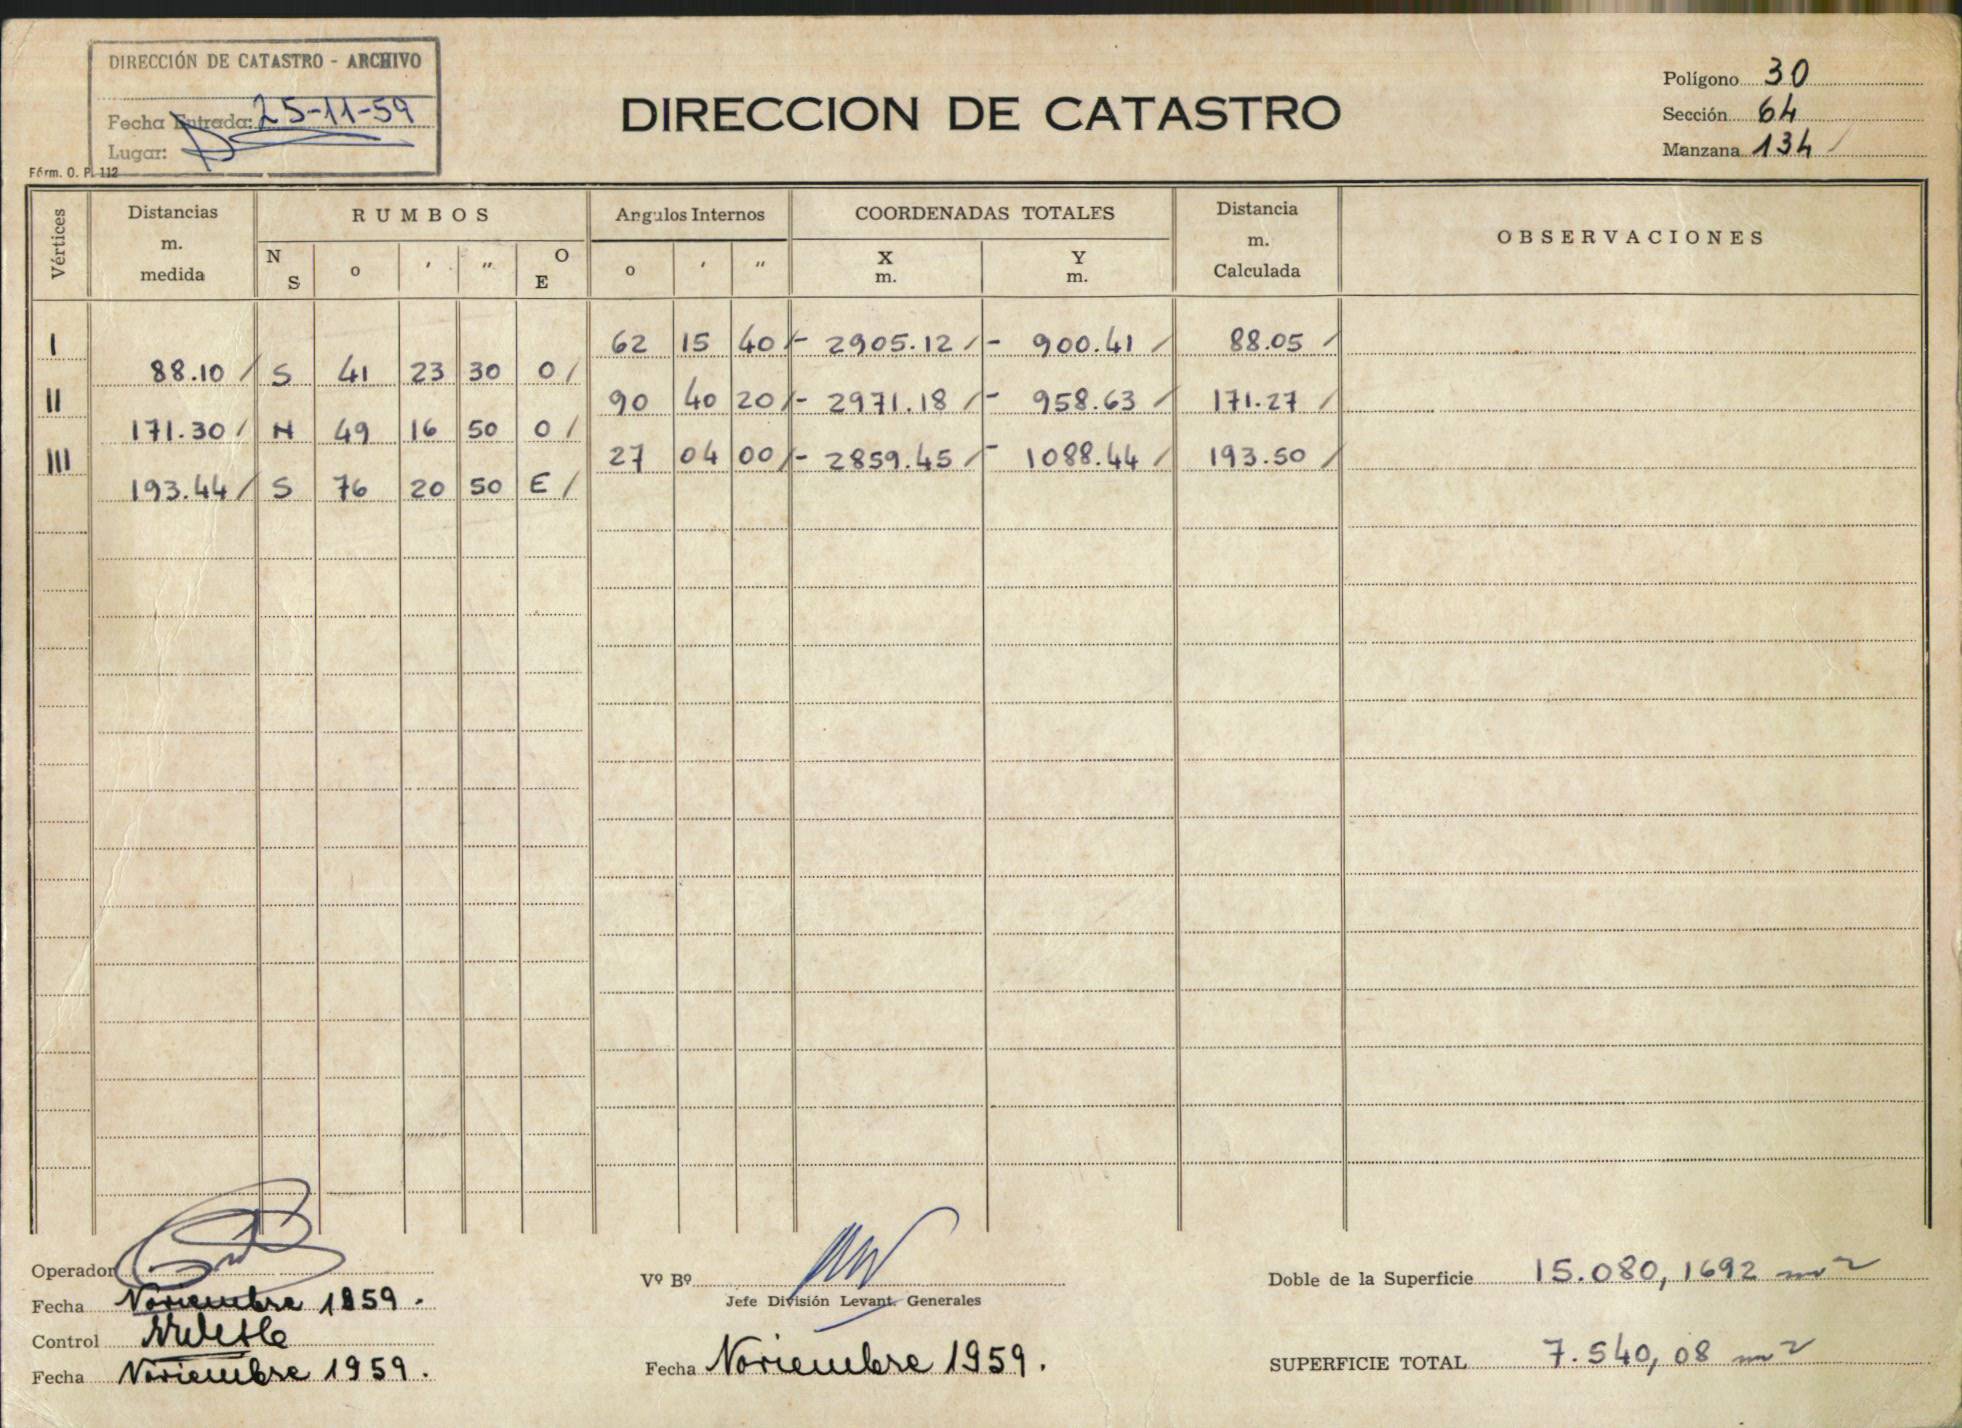 DIRECCIÓN DE CATASTRO - ARCHIVO
Fecha Entrada: 25-11-59
Lugar:
Fórm. O. P. 112
DIRECCION DE CATASTRO
Polígono 30
Sección 64
Manzana 134
Vértices
Distancias m. medida
RUMBOS
Angulos Internos
COORDENADAS TOTALES
Distancia m. Calculada
OBSERVACIONES
N S o ′ ″ O E
o ′ ″
X m.
Y m.
I 62 15 40 - 2905.12 - 900.41 88.05
88.10 S 41 23 30 O
II 90 40 20 - 2971.18 - 958.63 171.27
171.30 N 49 16 50 O
III 27 04 00 - 2859.45 - 1088.44 193.50
193.44 S 76 20 50 E
Operador
Fecha Noviembre 1959.
Control
Fecha Noviembre 1959.
Vº Bº
Jefe División Levant. Generales
Fecha Noviembre 1959.
Doble de la Superficie 15.080,1692 m2
SUPERFICIE TOTAL 7.540,08 m2